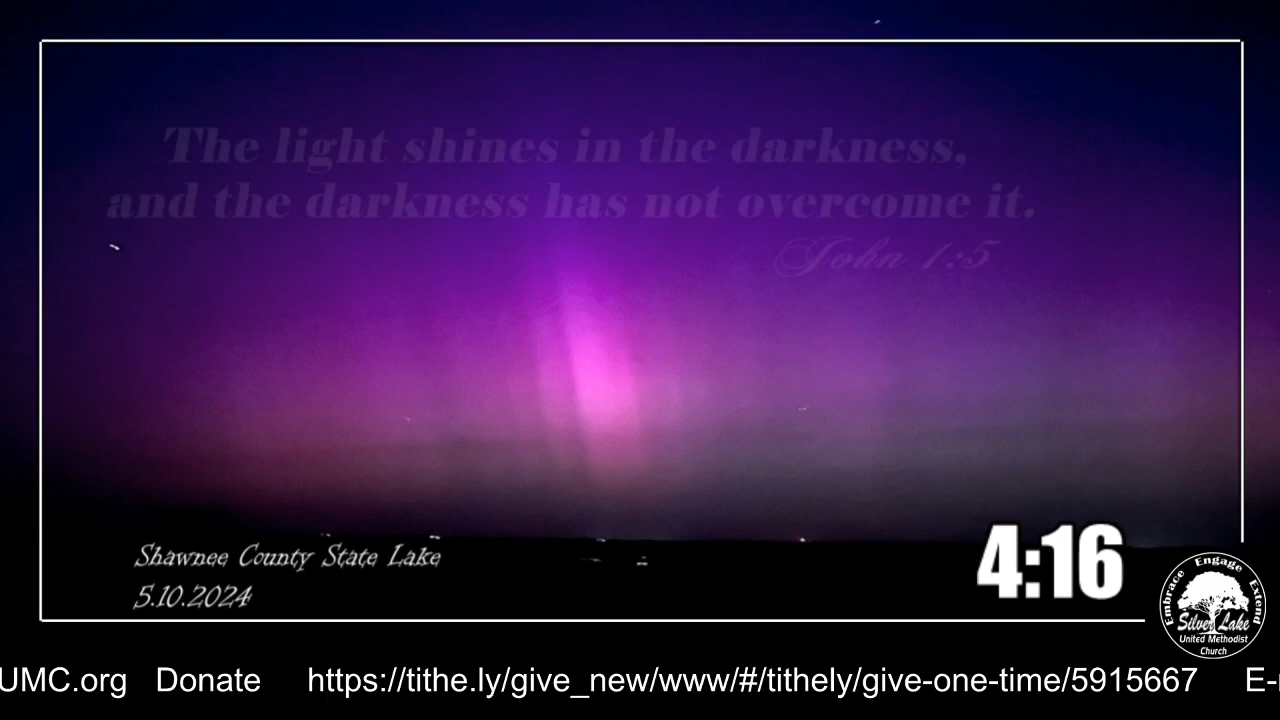 The light shines in the darkness,
and the darkness has not overcome it.
John 1:5
Shawnee County State Lake
5.10.2024
4:16
Embrace Engage Extend
Silver Lake
United Methodist
Church
UMC.org Donate https://tithe.ly/give_new/www/#/tithely/give-one-time/5915667 E-